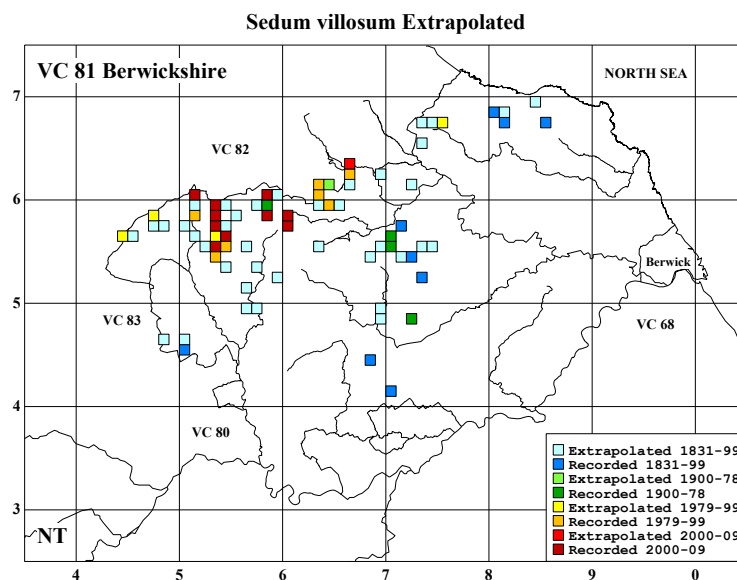 Sedum villosum Extrapolated
VC 81 Berwickshire
NORTH SEA
7
VC 82
6
Berwick
5
VC 83
VC 68
4
VC 80
Extrapolated 1831-99
Recorded 1831-99
Extrapolated 1900-78
Recorded 1900-78
Extrapolated 1979-99
Recorded 1979-99
Extrapolated 2000-09
Recorded 2000-09
3
NT
4 5 6 7 8 9 0